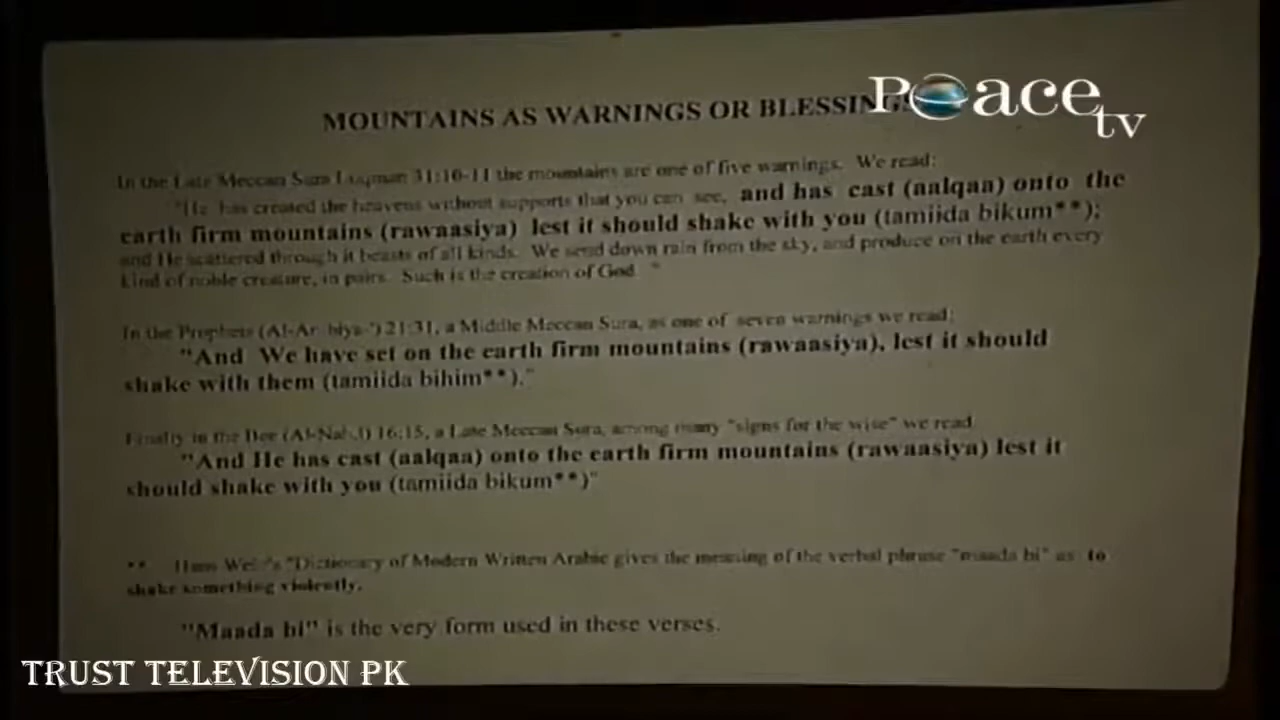 Peace tv
MOUNTAINS AS WARNINGS OR BLESSINGS
In the Late Meccan Sura Luqman 31:10-11 the mountains are one of five warnings. We read:
"He has created the heavens without supports that you can see, and has cast (aalqaa) onto the
earth firm mountains (rawaasiya) lest it should shake with you (tamiida bikum**);
and He scattered through it beasts of all kinds. We send down rain from the sky, and produce on the earth every
kind of noble creature, in pairs. Such is the creation of God. "
In the Prophets 21:31, a Middle Meccan Sura, as one of seven warnings we read:
"And We have set on the earth firm mountains (rawaasiya), lest it should
shake with them (tamiida bihim**)."
Finally in the Bee 16:15, a Late Meccan Sura, among many "signs for the wise" we read
"And He has cast (aalqaa) onto the earth firm mountains (rawaasiya) lest it
should shake with you (tamiida bikum**)"
** Hans "Dictionary of Modern Written Arabic gives the meaning of the verbal phrase "maada bi" as to
shake something violently.
"Maada bi" is the very form used in these verses.
TRUST TELEVISION PK